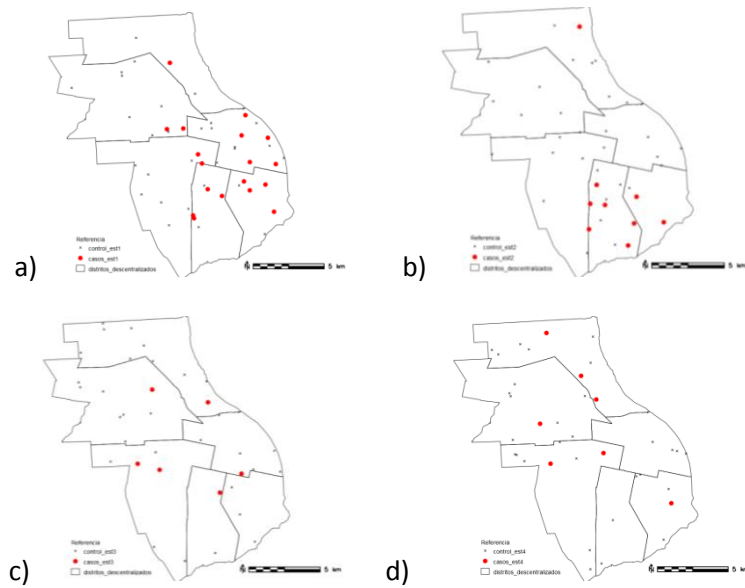 Referencia
control_est1
casos_est1
distritos_descentralizados
N
5 km
a)
Referencia
control_est2
casos_est2
distritos_descentralizados
N
5 km
b)
Referencia
control_est3
casos_est3
distritos_descentralizados
N
5 km
c)
Referencia
control_est4
casos_est4
distritos_descentralizados
N
5 km
d)